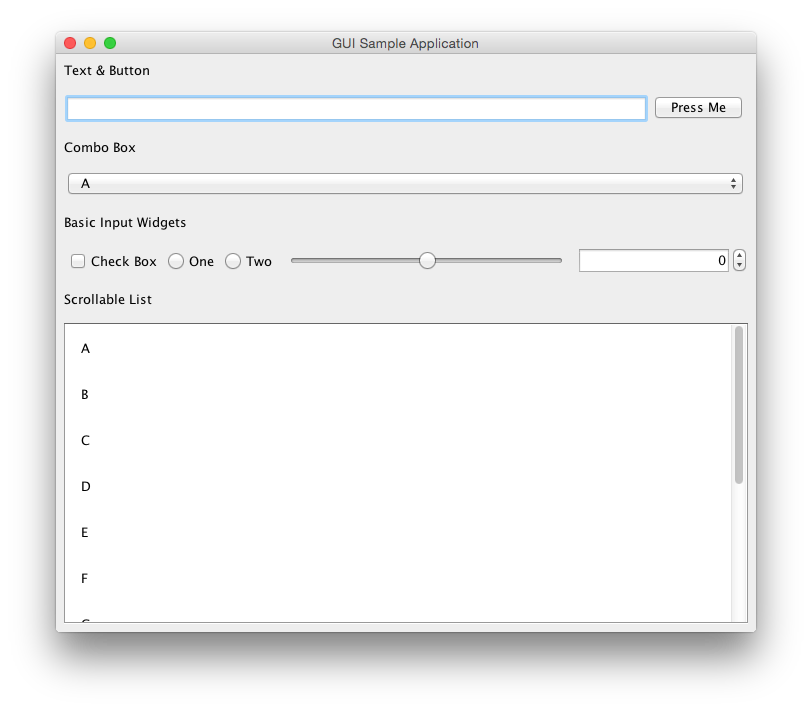 GUI Sample Application
Text & Button
Press Me
Combo Box
A
Basic Input Widgets
Check Box One Two 0
Scrollable List
A
B
C
D
E
F